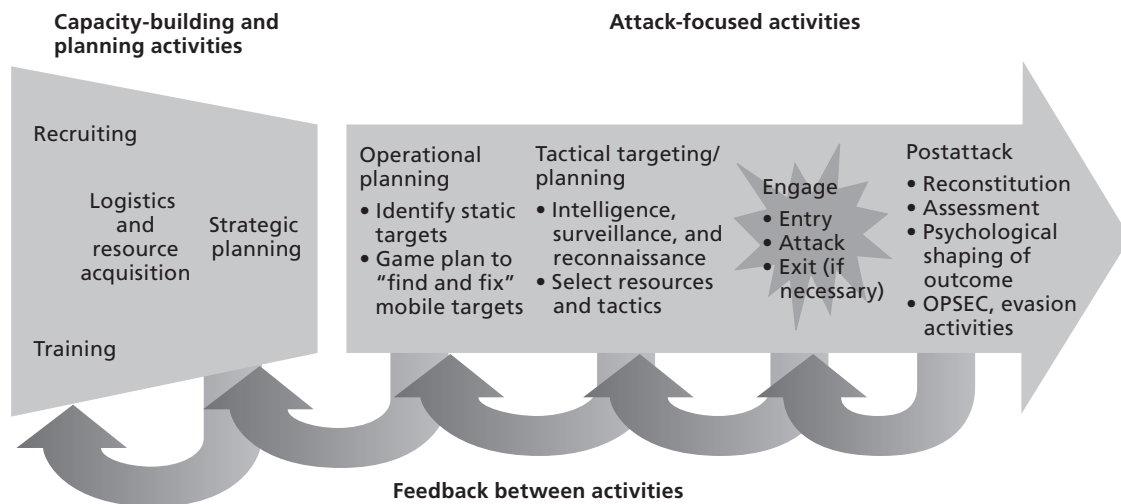 Capacity-building and
planning activities
Attack-focused activities
Recruiting
Logistics
and
resource
acquisition
Strategic
planning
Training
Operational
planning
• Identify static
targets
• Game plan to
“find and fix”
mobile targets
Tactical targeting/
planning
• Intelligence,
surveillance, and
reconnaissance
• Select resources
and tactics
Engage
• Entry
• Attack
• Exit (if
necessary)
Postattack
• Reconstitution
• Assessment
• Psychological
shaping of
outcome
• OPSEC, evasion
activities
Feedback between activities